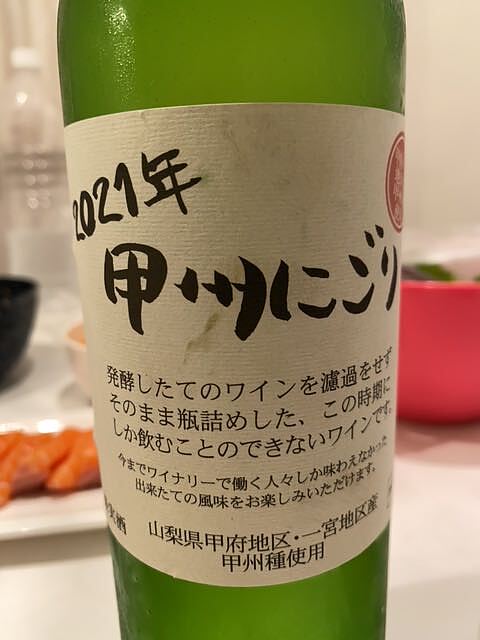 2021年
甲州にごり
発酵したてのワインを濾過をせず
そのまま瓶詰めした、この時期に
しか飲むことのできないワインです。
今までワイナリーで働く人々しか味わえなかった
出来たての風味をお楽しみいただけます。
実酒
山梨県甲府地区・一宮地区産
甲州種使用